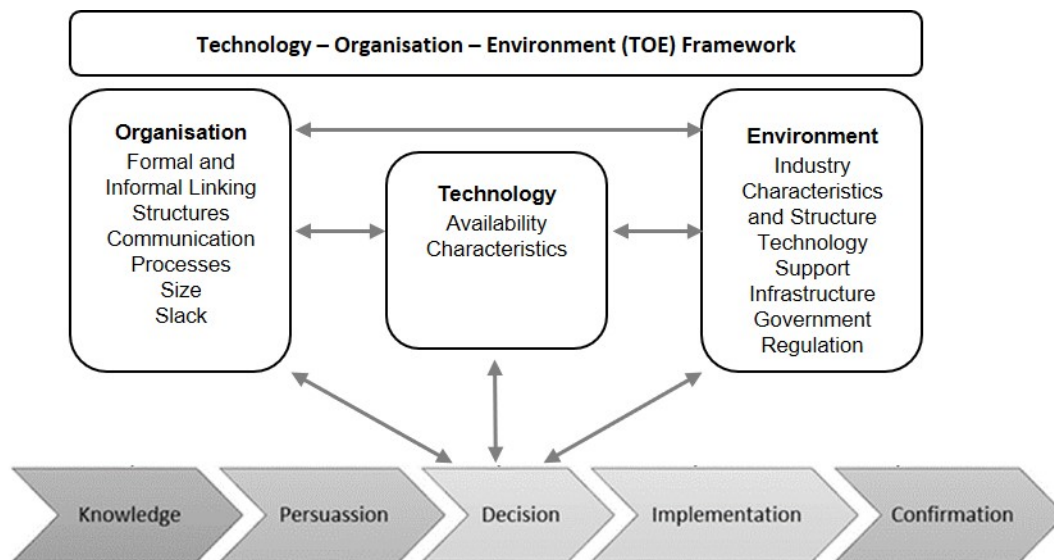 Technology – Organisation – Environment (TOE) Framework
Organisation
Formal and
Informal Linking
Structures
Communication
Processes
Size
Slack
Technology
Availability
Characteristics
Environment
Industry
Characteristics
and Structure
Technology
Support
Infrastructure
Government
Regulation
Knowledge
Persuassion
Decision
Implementation
Confirmation